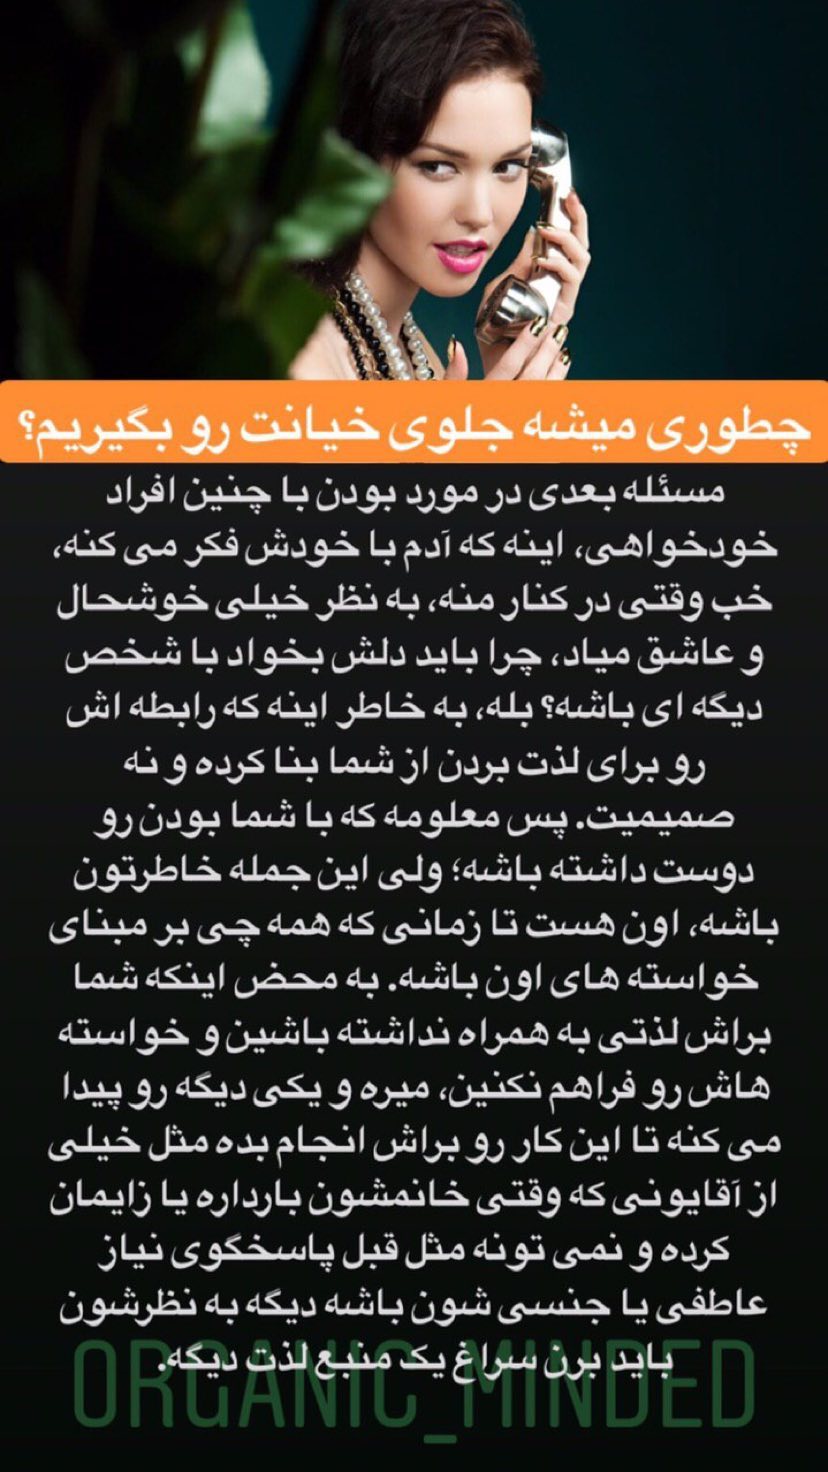 چطوری میشه جلوی خیانت رو بگیریم؟
مسئله بعدی در مورد بودن با چنین افراد
خودخواهی، اینه که آدم با خودش فکر می کنه،
خب وقتی در کنار منه، به نظر خیلی خوشحال
و عاشق میاد، چرا باید دلش بخواد با شخص
دیگه ای باشه؟ بله، به خاطر اینه که رابطه اش
رو برای لذت بردن از شما بنا کرده و نه
صمیمیت. پس معلومه که با شما بودن رو
دوست داشته باشه؛ ولی این جمله خاطرتون
باشه، اون هست تا زمانی که همه چی بر مبنای
خواسته های اون باشه. به محض اینکه شما
براش لذتی به همراه نداشته باشین و خواسته
هاش رو فراهم نکنین، میره و یکی دیگه رو پیدا
می کنه تا این کار رو براش انجام بده مثل خیلی
از آقایونی که وقتی خانمشون بارداره یا زایمان
کرده و نمی تونه مثل قبل پاسخگوی نیاز
عاطفی یا جنسی شون باشه دیگه به نظرشون
باید برن سراغ یک منبع لذت دیگه.
ORGANIC_MINDED